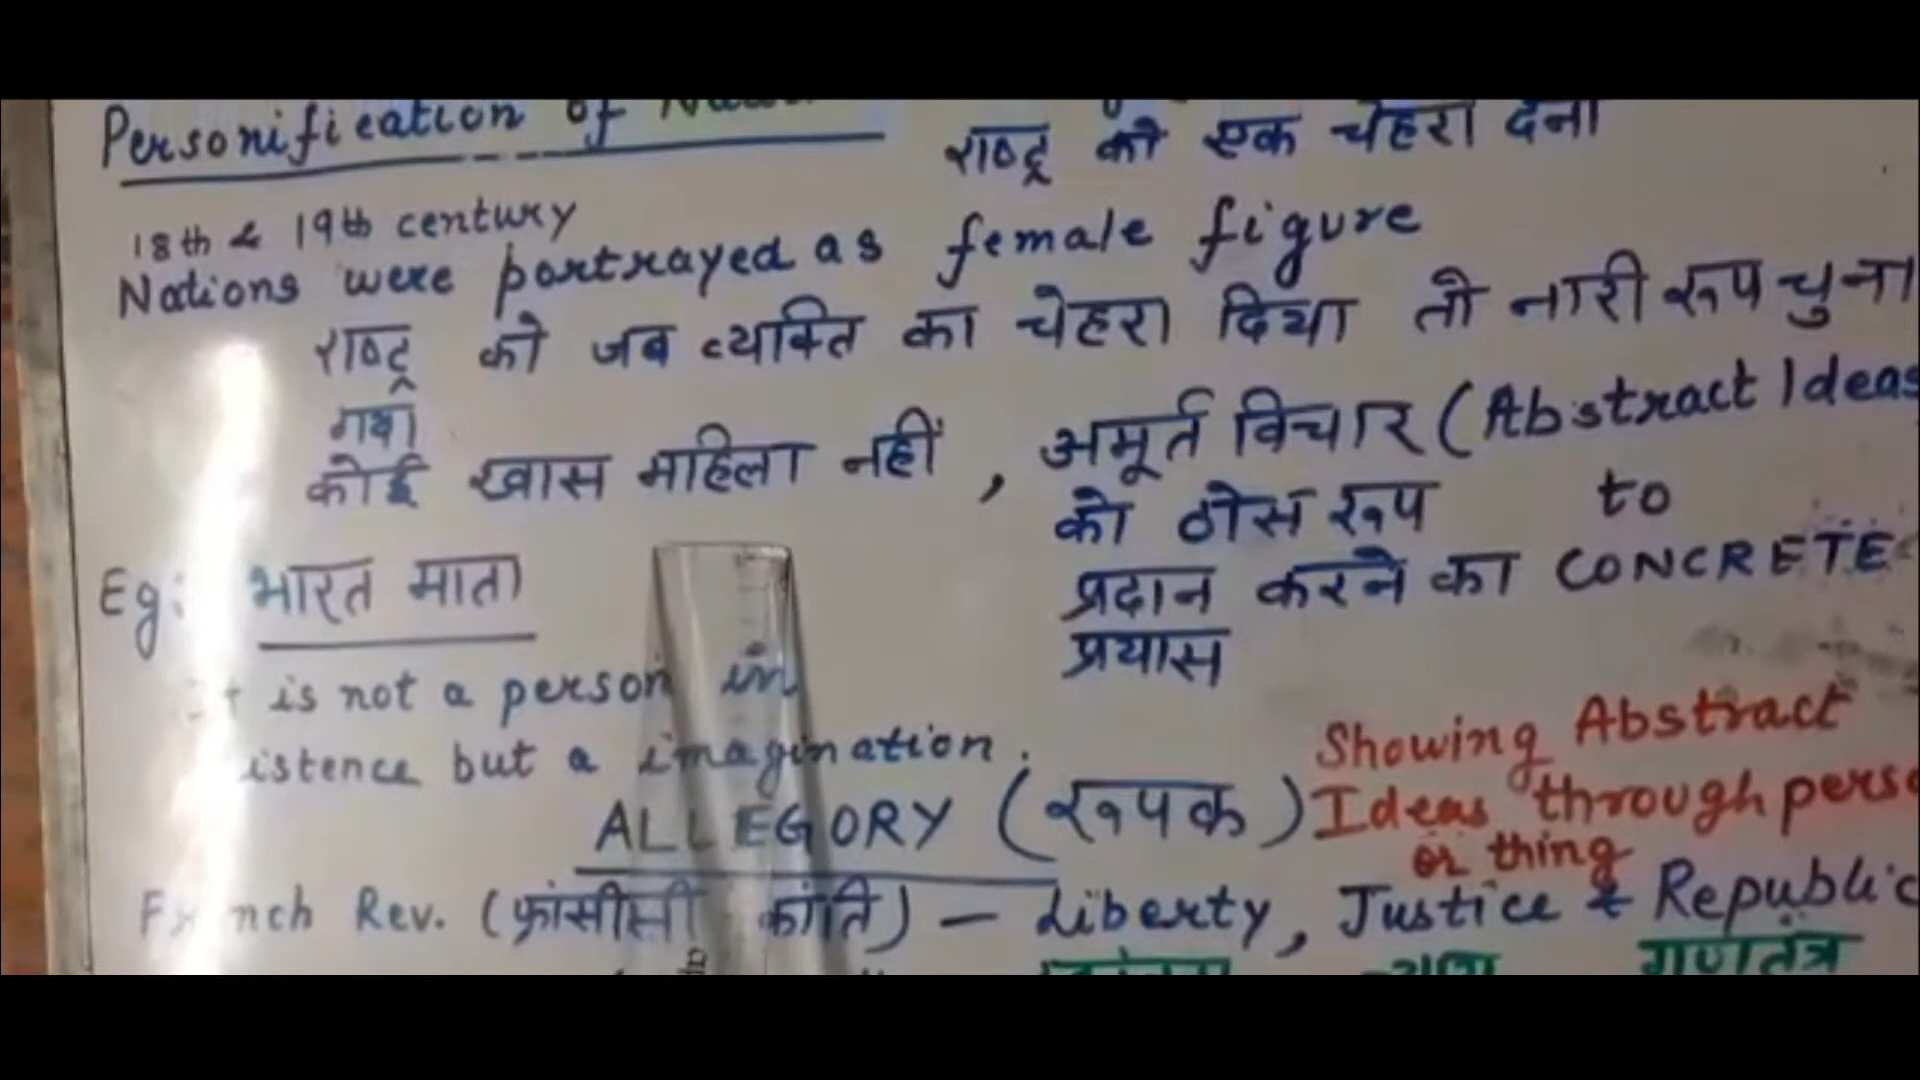 Personification of
राष्ट्र को एक चेहरा देना
18th & 19th century
Nations were portrayed as female figure
राष्ट्र को जब व्यक्ति का चेहरा दिया तो नारी रूप चुना
गया
कोई खास महिला नहीं , अमूर्त विचार (Abstract Ideas
को ठोस रूप to
प्रदान करने का CONCRETE
प्रयास
Eg: भारत माता
is not a person in
istence but a imagination.
Showing Abstract
ALLEGORY (रूपक) Ideas through perso
or thing
French Rev. (फ्रांसीसी क्रांति) – Liberty, Justice & Republic
गणतंत्र